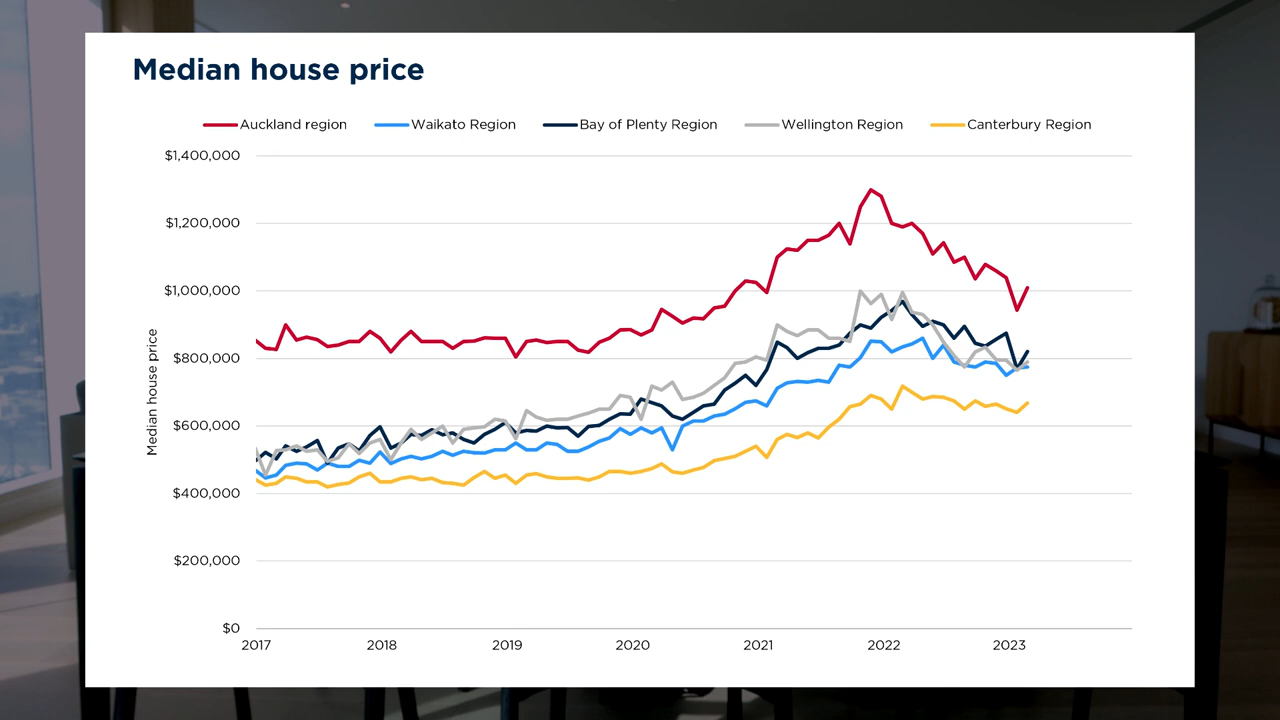 Median house price
Auckland region Waikato Region Bay of Plenty Region Wellington Region Canterbury Region
$1,400,000
$1,200,000
$1,000,000
$800,000
$600,000
$400,000
$200,000
$0
Median house price
2017 2018 2019 2020 2021 2022 2023